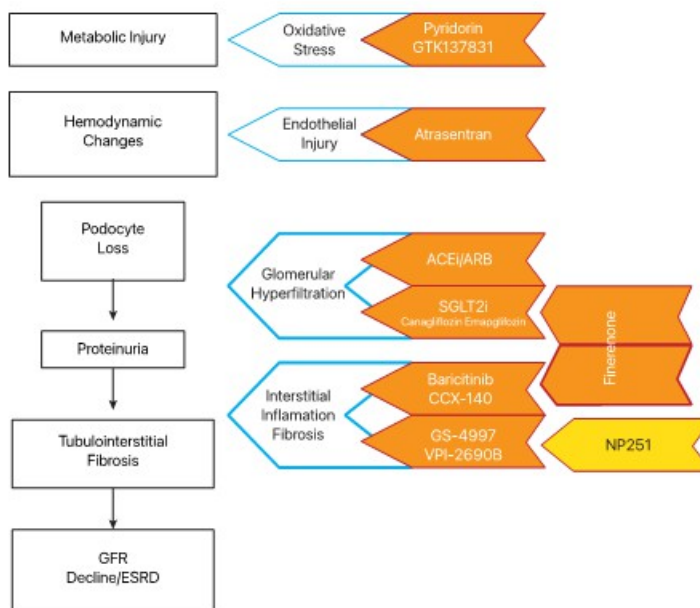 Metabolic Injury
Oxidative
Stress
Pyridorin
GTK137831
Hemodynamic
Changes
Endothelial
Injury
Atrasentran
Podocyte
Loss
Glomerular
Hyperfiltration
ACEi/ARB
SGLT2i
Canagliflozin Emapglifozin
Finerenone
Proteinuria
Interstitial
Inflamation
Fibrosis
Baricitinib
CCX-140
GS-4997
VPI-2690B
NP251
Tubulointerstitial
Fibrosis
GFR
Decline/ESRD